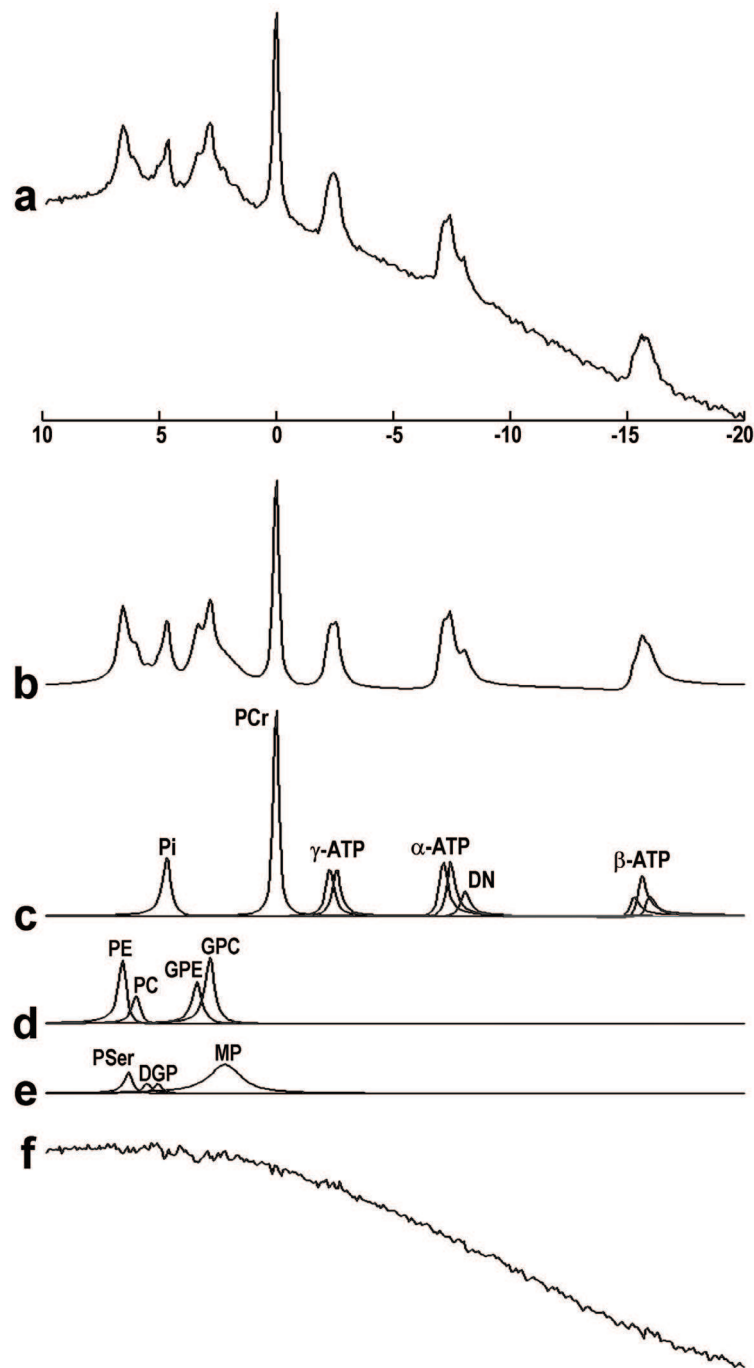 a
10 5 0 -5 -10 -15 -20
b
PCr
Pi γ-ATP α-ATP DN β-ATP
c
PE PC GPE GPC
d
PSer DGP MP
e
f